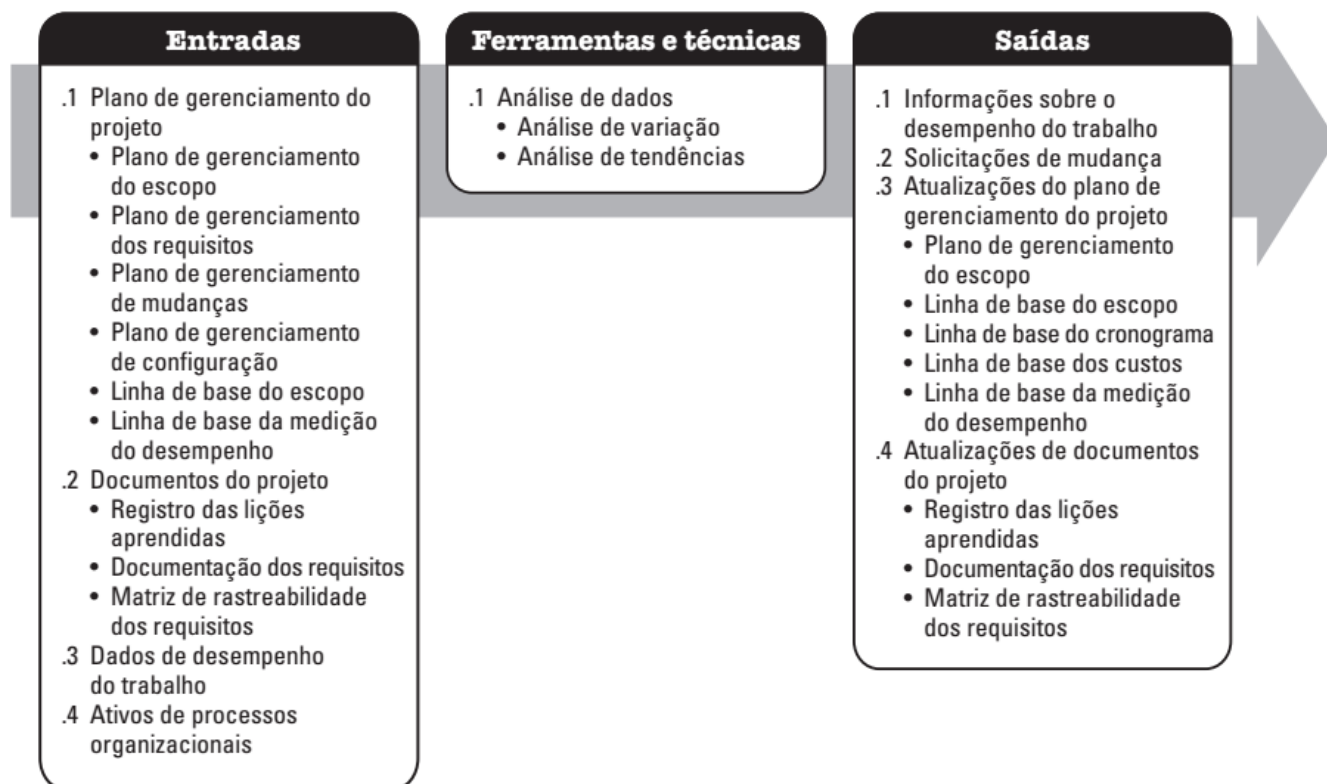 Entradas
.1 Plano de gerenciamento do
projeto
• Plano de gerenciamento
do escopo
• Plano de gerenciamento
dos requisitos
• Plano de gerenciamento
de mudanças
• Plano de gerenciamento
de configuração
• Linha de base do escopo
• Linha de base da medição
do desempenho
.2 Documentos do projeto
• Registro das lições
aprendidas
• Documentação dos requisitos
• Matriz de rastreabilidade
dos requisitos
.3 Dados de desempenho
do trabalho
.4 Ativos de processos
organizacionais
Ferramentas e técnicas
.1 Análise de dados
• Análise de variação
• Análise de tendências
Saídas
.1 Informações sobre o
desempenho do trabalho
.2 Solicitações de mudança
.3 Atualizações do plano de
gerenciamento do projeto
• Plano de gerenciamento
do escopo
• Linha de base do escopo
• Linha de base do cronograma
• Linha de base dos custos
• Linha de base da medição
do desempenho
.4 Atualizações de documentos
do projeto
• Registro das lições
aprendidas
• Documentação dos requisitos
• Matriz de rastreabilidade
dos requisitos